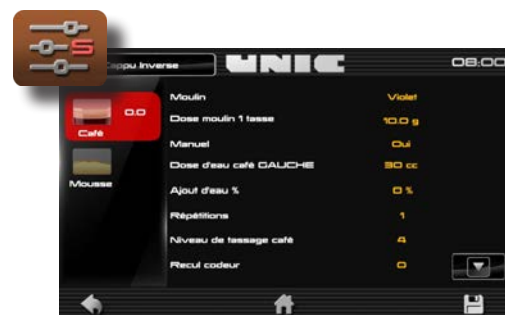 S
appu Inverse
UNIC
08:00
Café
0.0
Mousse
Moulin Violet
Dose moulin 1 tasse 10.0 g
Manuel Oui
Dose d'eau café GAUCHE 30 cc
Ajout d'eau % 0 %
Répétitions 1
Niveau de tassage café 4
Recul codeur 0